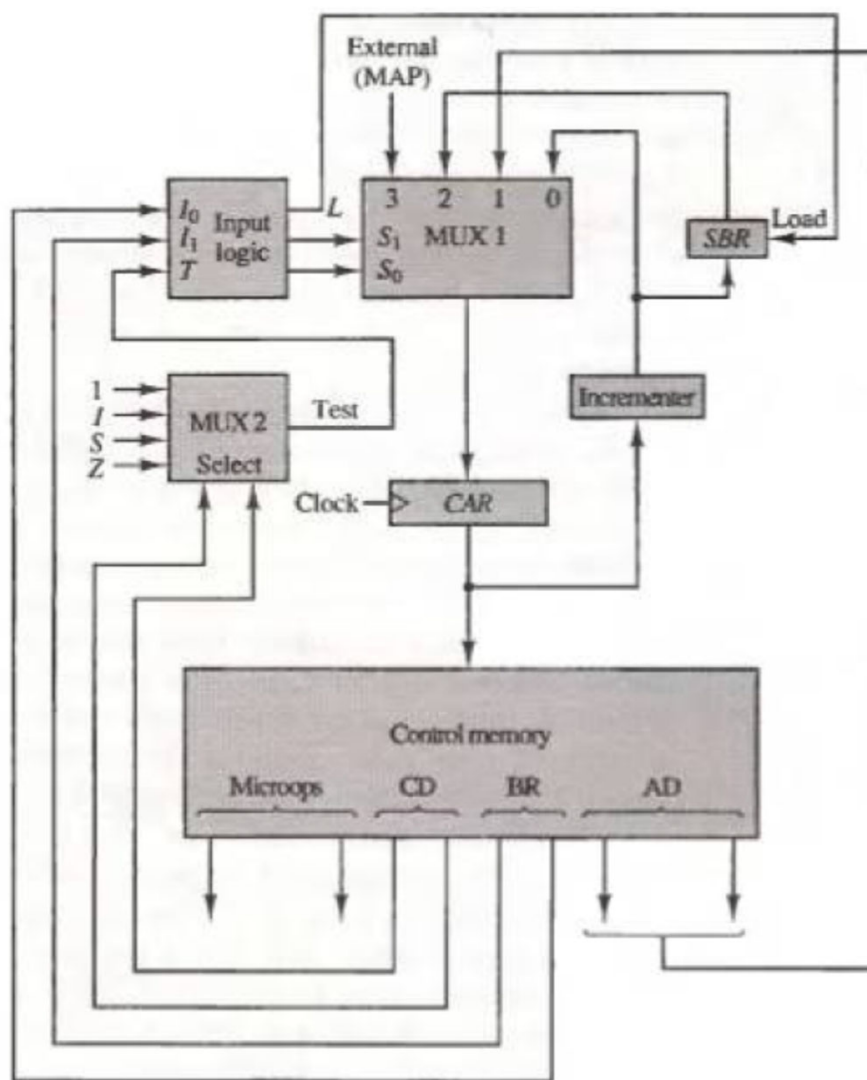 External
(MAP)
3 2 1 0
I0 Input L
I1 logic
T
S1 MUX 1
S0
SBR Load
Incrementer
1
I
S
Z
MUX 2 Test
Select
Clock CAR
Control memory
Microops CD BR AD